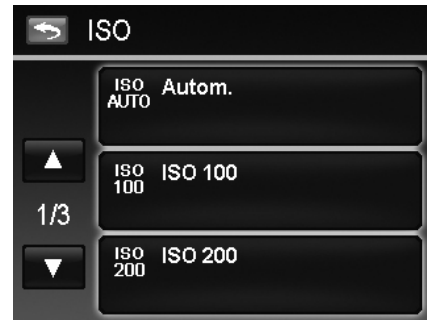 ISO
ISO AUTO Autom.
ISO 100 ISO 100
1/3
ISO 200 ISO 200